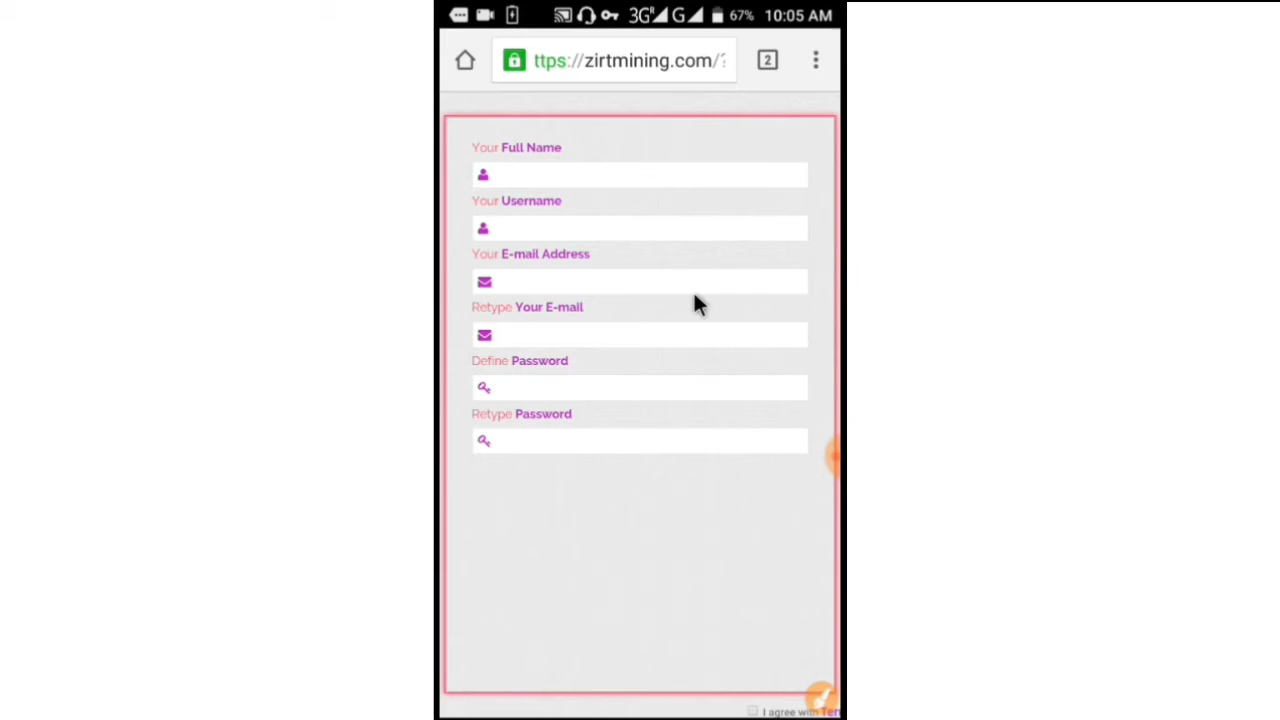 3G R G 67% 10:05 AM
ttps://zirtmining.com/?
2
Your Full Name
Your Username
Your E-mail Address
Retype Your E-mail
Define Password
Retype Password
I agree with Terr